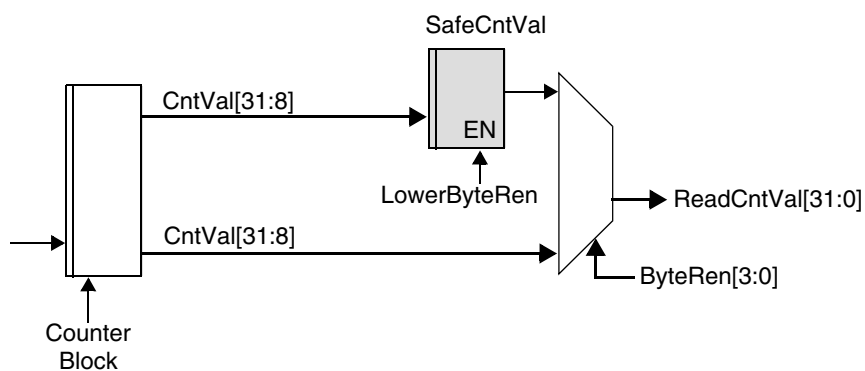 SafeCntVal
CntVal[31:8]
EN
LowerByteRen
ReadCntVal[31:0]
CntVal[31:8]
ByteRen[3:0]
Counter
Block